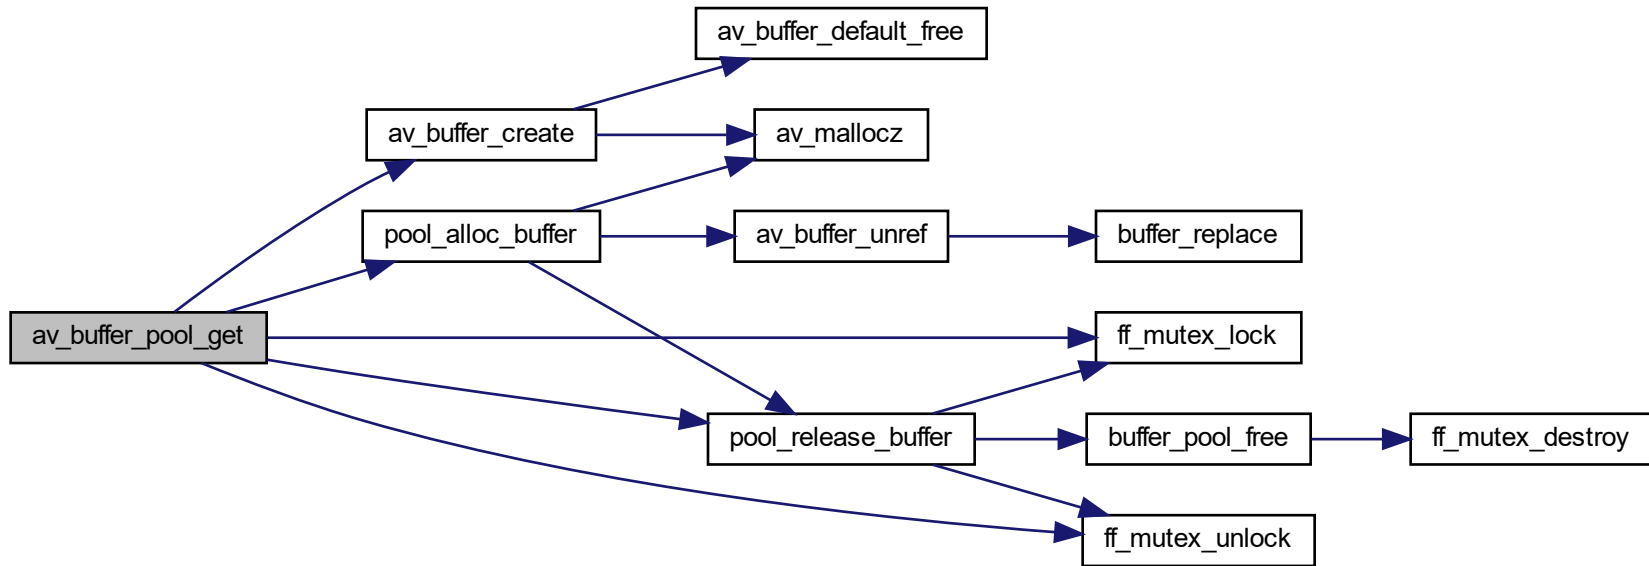 av_buffer_default_free
av_buffer_create
av_mallocz
pool_alloc_buffer
av_buffer_unref
buffer_replace
av_buffer_pool_get
ff_mutex_lock
pool_release_buffer
buffer_pool_free
ff_mutex_destroy
ff_mutex_unlock